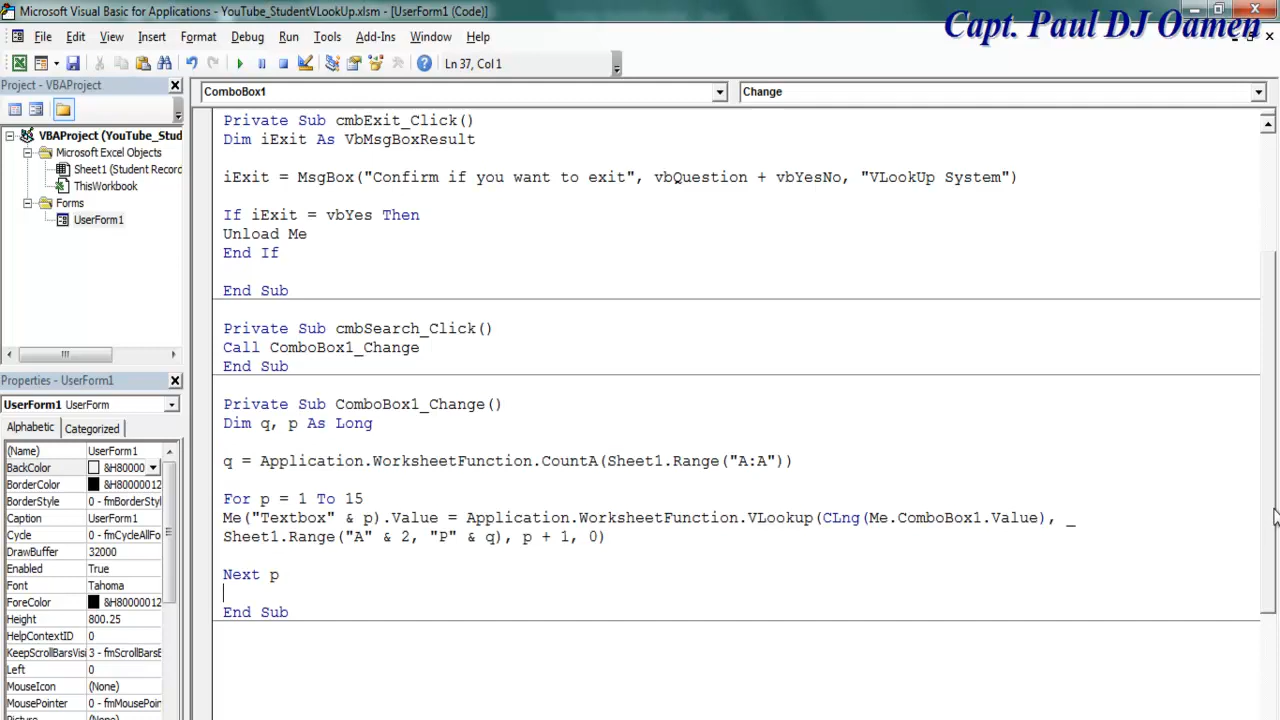 Microsoft Visual Basic for Applications - YouTube_StudentVLookUp.xlsm - [UserForm1 (Code)]
Capt. Paul DJ Oamen
File Edit View Insert Format Debug Run Tools Add-Ins Window Help
Ln 37, Col 1
Project - VBAProject
ComboBox1
Change
VBAProject (YouTube_Stud
Microsoft Excel Objects
Sheet1 (Student Record
ThisWorkbook
Forms
UserForm1
Properties - UserForm1
UserForm1 UserForm
Alphabetic Categorized
(Name) UserForm1
BackColor &H80000
BorderColor &H80000012
BorderStyle 0 - fmBorderStyl
Caption UserForm1
Cycle 0 - fmCycleAllFo
DrawBuffer 32000
Enabled True
Font Tahoma
ForeColor &H80000012
Height 800.25
HelpContextID 0
KeepScrollBarsVisi 3 - fmScrollBarsB
Left 0
MouseIcon (None)
MousePointer 0 - fmMousePoin
Picture (None)
Private Sub cmbExit_Click()
Dim iExit As VbMsgBoxResult
iExit = MsgBox("Confirm if you want to exit", vbQuestion + vbYesNo, "VLookUp System")
If iExit = vbYes Then
Unload Me
End If
End Sub
Private Sub cmbSearch_Click()
Call ComboBox1_Change
End Sub
Private Sub ComboBox1_Change()
Dim q, p As Long
q = Application.WorksheetFunction.CountA(Sheet1.Range("A:A"))
For p = 1 To 15
Me("Textbox" & p).Value = Application.WorksheetFunction.VLookup(CLng(Me.ComboBox1.Value), _
Sheet1.Range("A" & 2, "P" & q), p + 1, 0)
Next p
End Sub